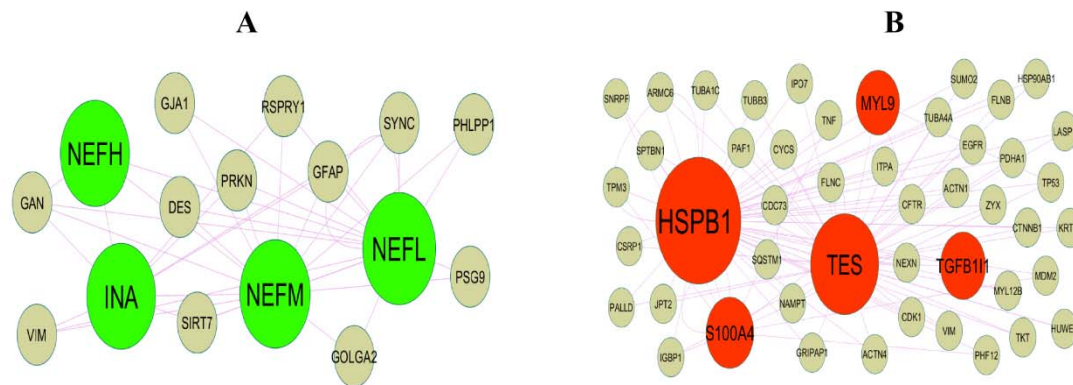 A
B
GJA1
RSPRY1
SYNC
PHLPP1
NEFH
GFAP
PRKN
GAN
DES
NEFL
INA
NEFM
PSG9
VIM
SIRT7
GOLGA2
SNRPF
ARMC6
TUBA1C
TUBB3
IPO7
TNF
MYL9
SUMO2
HSP90AB1
FLNB
TUBA4A
LASP
SPTBN1
PAF1
CYCS
ITPA
EGFR
PDHA1
TPM3
HSPB1
CDC73
FLNC
CFTR
ACTN1
ZYX
TP53
CTNNB1
KRT
CSRP1
SQSTM1
TES
NEXN
TGFB1I1
MYL12B
MDM2
PALLD
JPT2
NAMPT
S100A4
CDK1
VIM
TKT
HUWE
IGBP1
GRIPAP1
ACTN4
PHF12